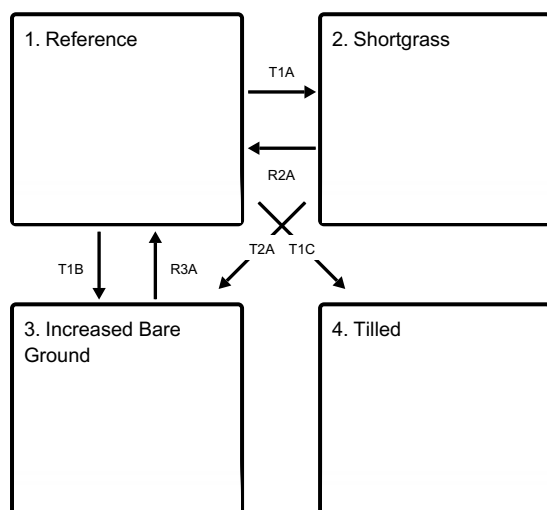 1. Reference
2. Shortgrass
T1A
R2A
T2A T1C
T1B
R3A
3. Increased Bare
Ground
4. Tilled